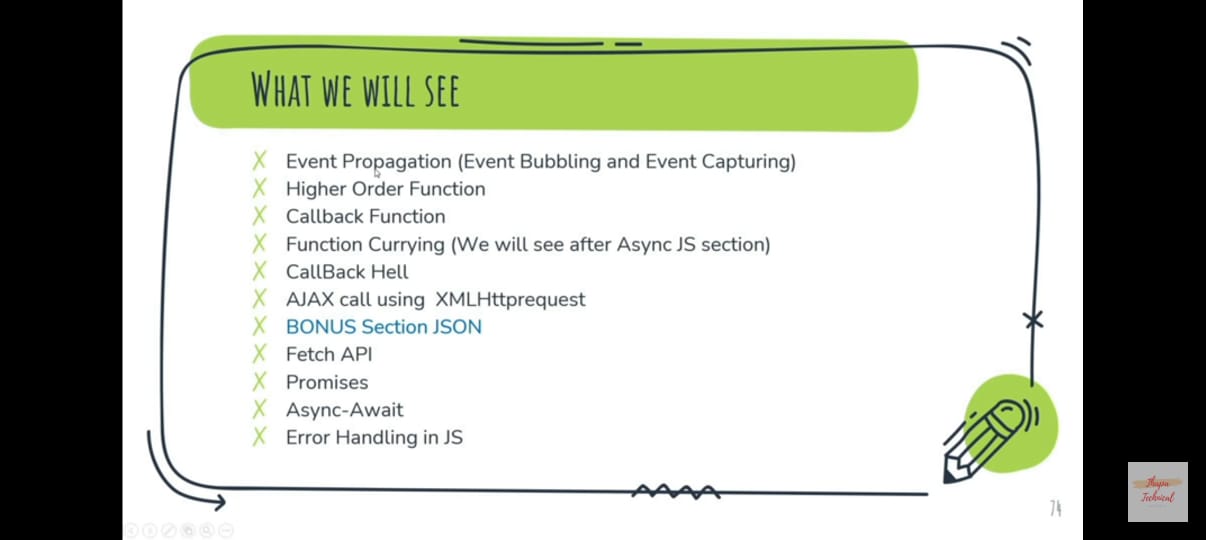 WHAT WE WILL SEE
Event Propagation (Event Bubbling and Event Capturing)
Higher Order Function
Callback Function
Function Currying (We will see after Async JS section)
CallBack Hell
AJAX call using XMLHttprequest
BONUS Section JSON
Fetch API
Promises
Async-Await
Error Handling in JS
74
Thapa
Technical